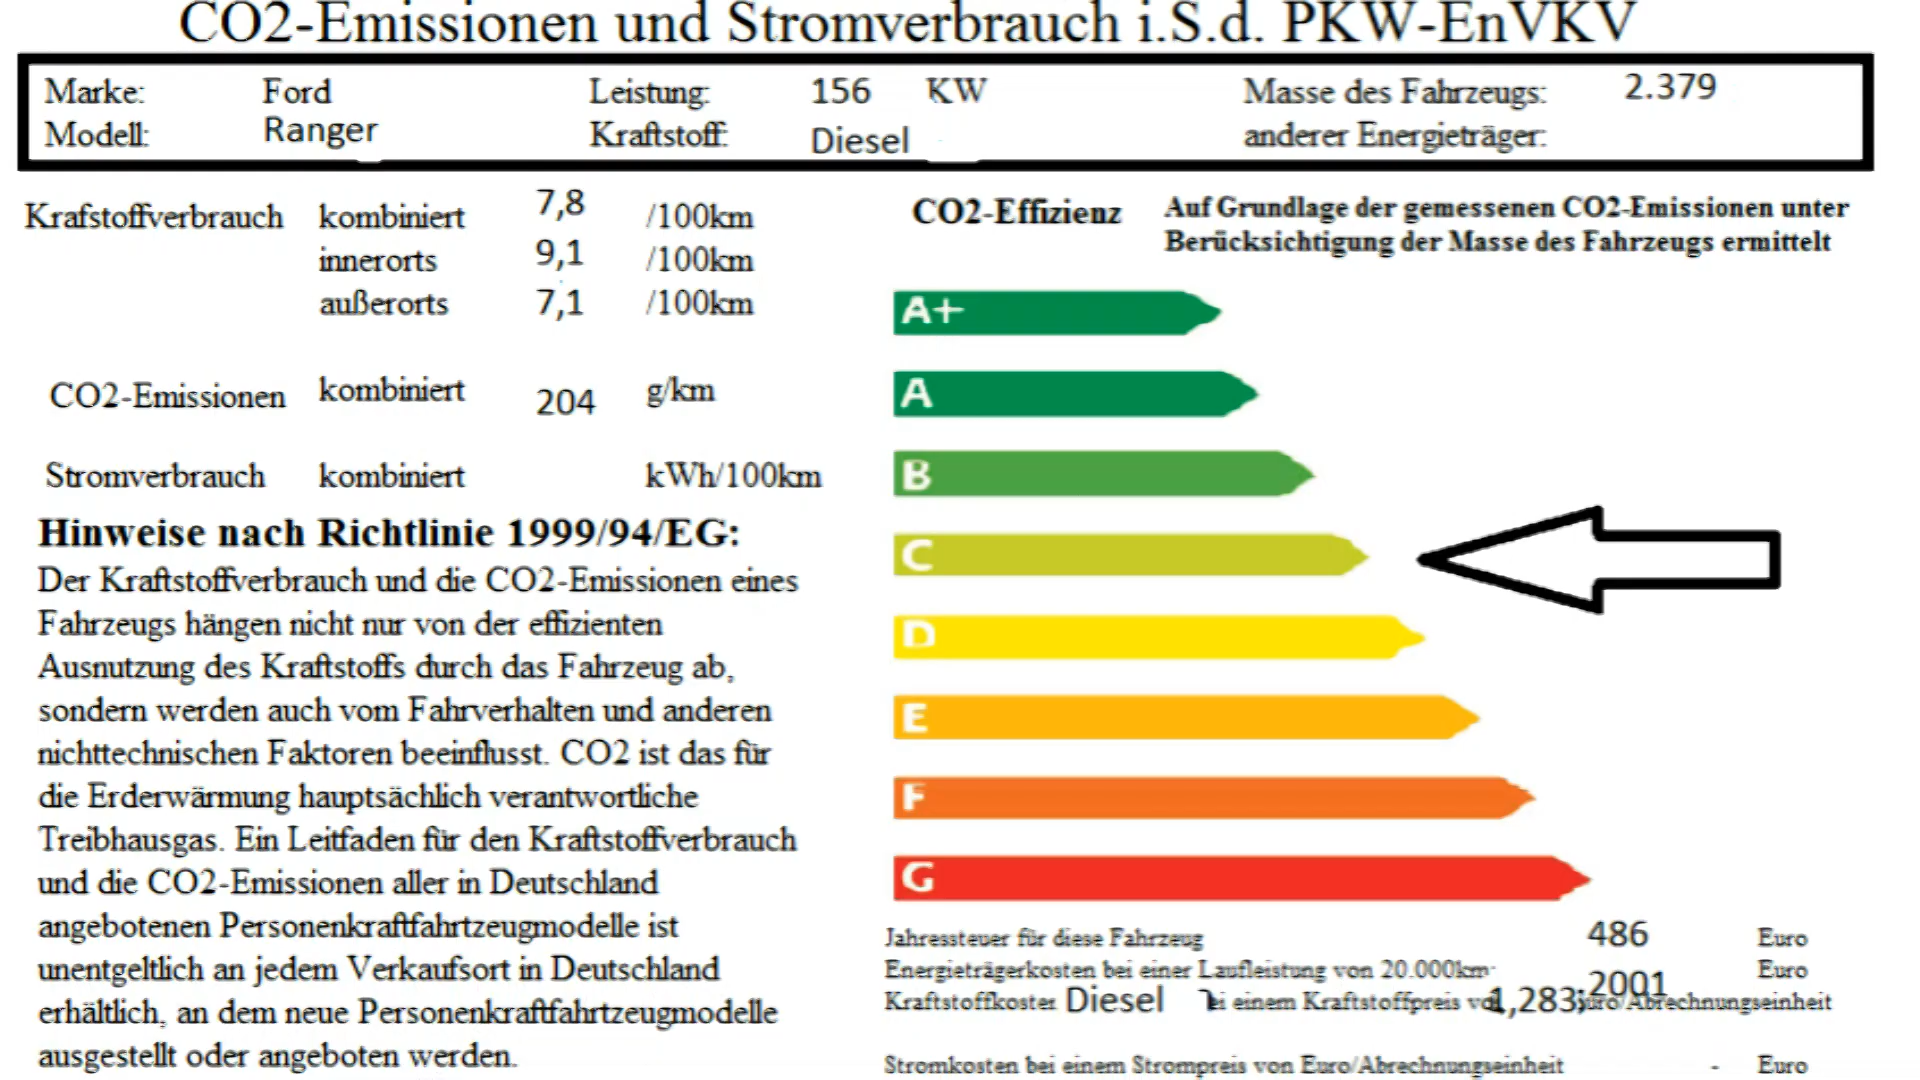 CO2-Emissionen und Stromverbrauch i.S.d. PKW-EnVKV
Marke: Ford Leistung: 156 KW Masse des Fahrzeugs: 2.379
Modell: Ranger Kraftstoff: Diesel anderer Energieträger:
Krafstoffverbrauch kombiniert 7,8 /100km
innerorts 9,1 /100km
außerorts 7,1 /100km
CO2-Emissionen kombiniert 204 g/km
Stromverbrauch kombiniert kWh/100km
Hinweise nach Richtlinie 1999/94/EG:
Der Kraftstoffverbrauch und die CO2-Emissionen eines
Fahrzeugs hängen nicht nur von der effizienten
Ausnutzung des Kraftstoffs durch das Fahrzeug ab,
sondern werden auch vom Fahrverhalten und anderen
nichttechnischen Faktoren beeinflusst. CO2 ist das für
die Erderwärmung hauptsächlich verantwortliche
Treibhausgas. Ein Leitfaden für den Kraftstoffverbrauch
und die CO2-Emissionen aller in Deutschland
angebotenen Personenkraftfahrtzeugmodelle ist
unentgeltlich an jedem Verkaufsort in Deutschland
erhältlich, an dem neue Personenkraftfahrtzeugmodelle
ausgestellt oder angeboten werden.
CO2-Effizienz Auf Grundlage der gemessenen CO2-Emissionen unter
Berücksichtigung der Masse des Fahrzeugs ermittelt
A+
A
B
C
D
E
F
G
Jahressteuer für diese Fahrzeug 486 Euro
Energieträgerkosten bei einer Laufleistung von 20.000km: 2001 Euro
Kraftstoffkosten Diesel einem Kraftstoffpreis 1,283 Euro/Abrechnungseinheit
Stromkosten bei einem Strompreis von Euro/Abrechnungseinheit - Euro